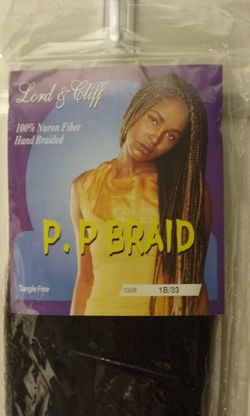 Lord & Cliff
100% Nuron Fiber
Hand Braided
P. P BRAID
Tangle Free
COLOR 1B/33